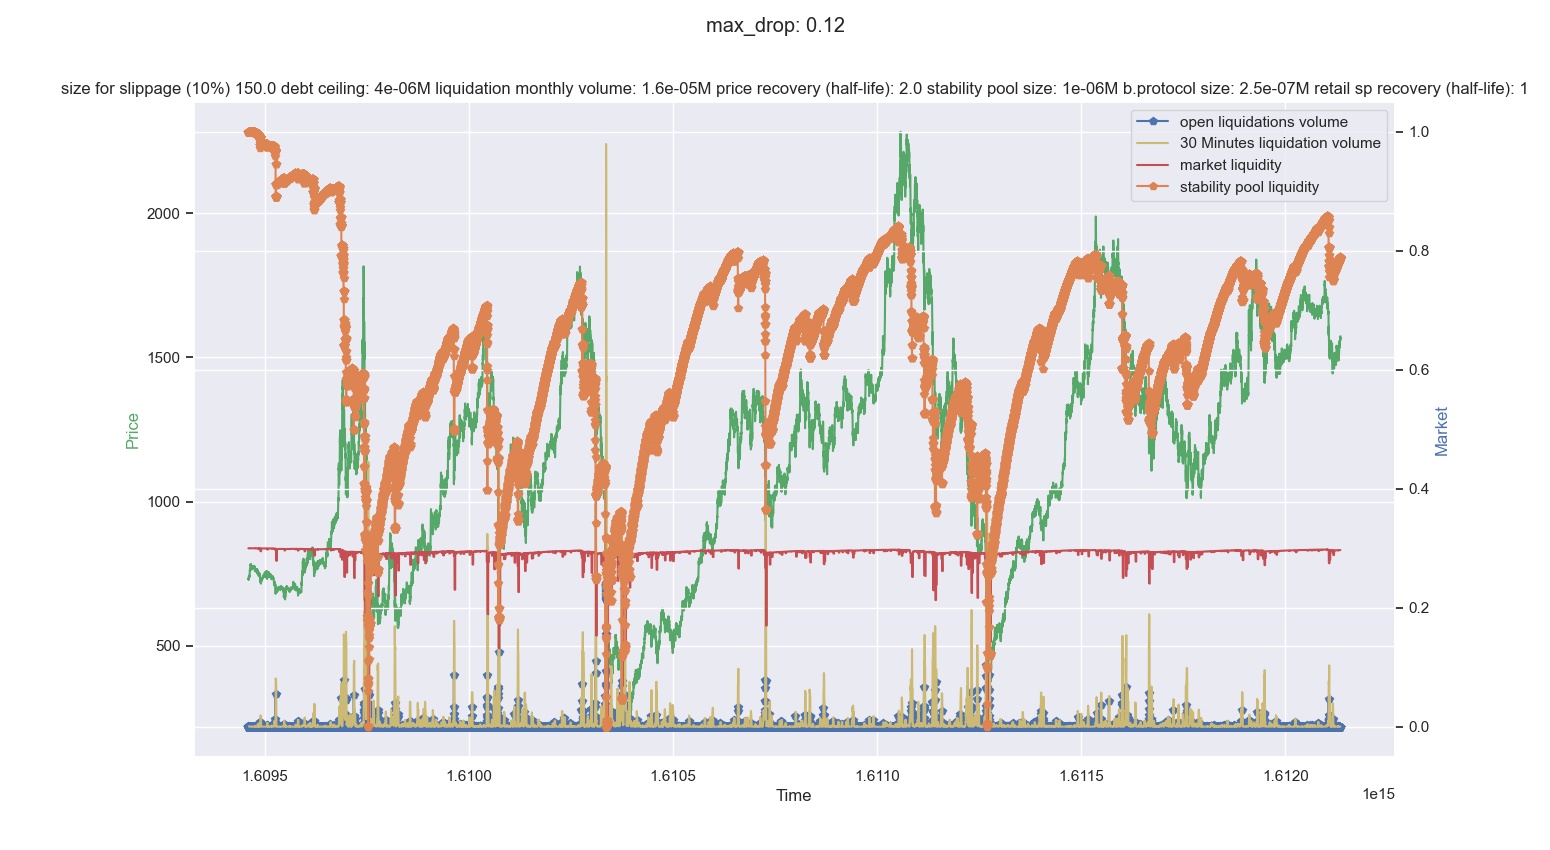 max_drop: 0.12
size for slippage (10%) 150.0 debt ceiling: 4e-06M liquidation monthly volume: 1.6e-05M price recovery (half-life): 2.0 stability pool size: 1e-06M b.protocol size: 2.5e-07M retail sp recovery (half-life): 1
open liquidations volume
30 Minutes liquidation volume
market liquidity
stability pool liquidity
Price
2000
1500
1000
500
1.0
0.8
0.6
0.4
0.2
0.0
Market
1.6095 1.6100 1.6105 1.6110 1.6115 1.6120
Time
1e15